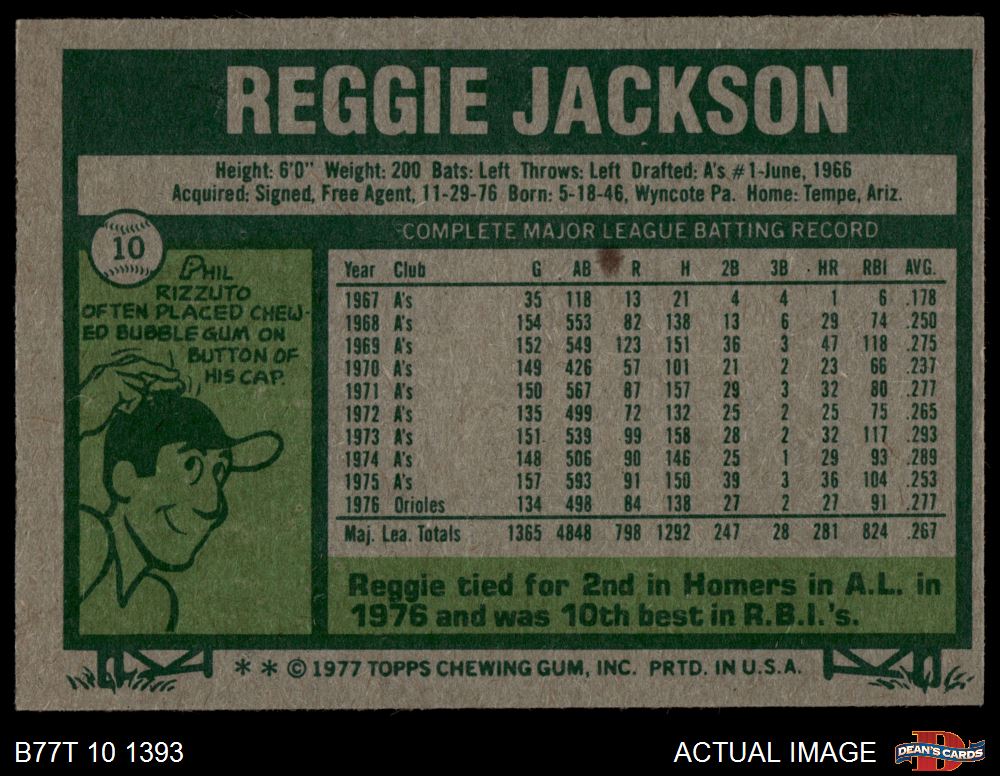 REGGIE JACKSON
Height: 6'0" Weight: 200 Bats: Left Throws: Left Drafted: A's #1-June, 1966
Acquired: Signed, Free Agent, 11-29-76 Born: 5-18-46, Wyncote Pa. Home: Tempe, Ariz.
10
COMPLETE MAJOR LEAGUE BATTING RECORD
PHIL
RIZZUTO
OFTEN PLACED CHEW-
ED BUBBLE GUM ON
BUTTON OF
HIS CAP.
Year Club G AB R H 2B 3B HR RBI AVG.
1967 A's 35 118 13 21 4 4 1 6 .178
1968 A's 154 553 82 138 13 6 29 74 .250
1969 A's 152 549 123 151 36 3 47 118 .275
1970 A's 149 426 57 101 21 2 23 66 .237
1971 A's 150 567 87 157 29 3 32 80 .277
1972 A's 135 499 72 132 25 2 25 75 .265
1973 A's 151 539 99 158 28 2 32 117 .293
1974 A's 148 506 90 146 25 1 29 93 .289
1975 A's 157 593 91 150 39 3 36 104 .253
1976 Orioles 134 498 84 138 27 2 27 91 .277
Maj. Lea. Totals 1365 4848 798 1292 247 28 281 824 .267
Reggie tied for 2nd in Homers in A.L. in
1976 and was 10th best in R.B.I.'s.
* * © 1977 TOPPS CHEWING GUM, INC. PRTD. IN U.S.A.
B77T 10 1393
ACTUAL IMAGE
DEAN'S CARDS